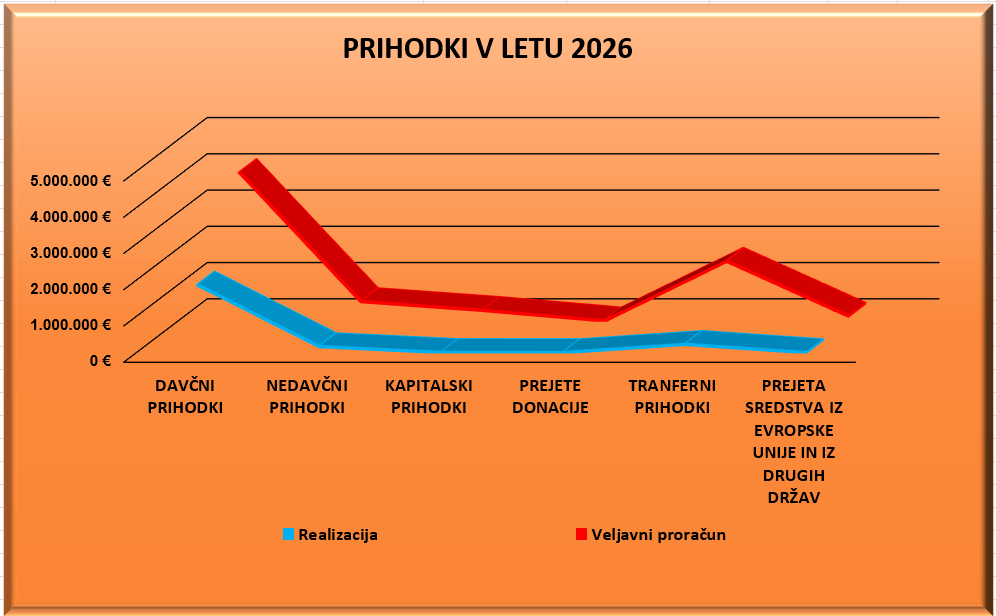 PRIHODKI V LETU 2026
5.000.000 €
4.000.000 €
3.000.000 €
2.000.000 €
1.000.000 €
0 €
DAVČNI
PRIHODKI
NEDAVČNI
PRIHODKI
KAPITALSKI
PRIHODKI
PREJETE
DONACIJE
TRANFERNI
PRIHODKI
PREJETA
SREDSTVA IZ
EVROPSKE
UNIJE IN IZ
DRUGIH
DRŽAV
Realizacija
Veljavni proračun